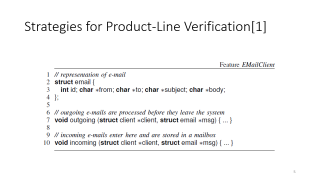 Strategies for Product-Line Verification[1]
Feature EMailClient
1 // representation of e-mail
2 struct email {
3 int id; char *from; char *to; char *subject; char *body;
4 };
5
6 // outgoing e-mails are processed before they leave the system
7 void outgoing (struct client *client, struct email *msg) { ... }
8
9 // incoming e-mails enter here and are stored in a mailbox
10 void incoming (struct client *client, struct email *msg) { ... }